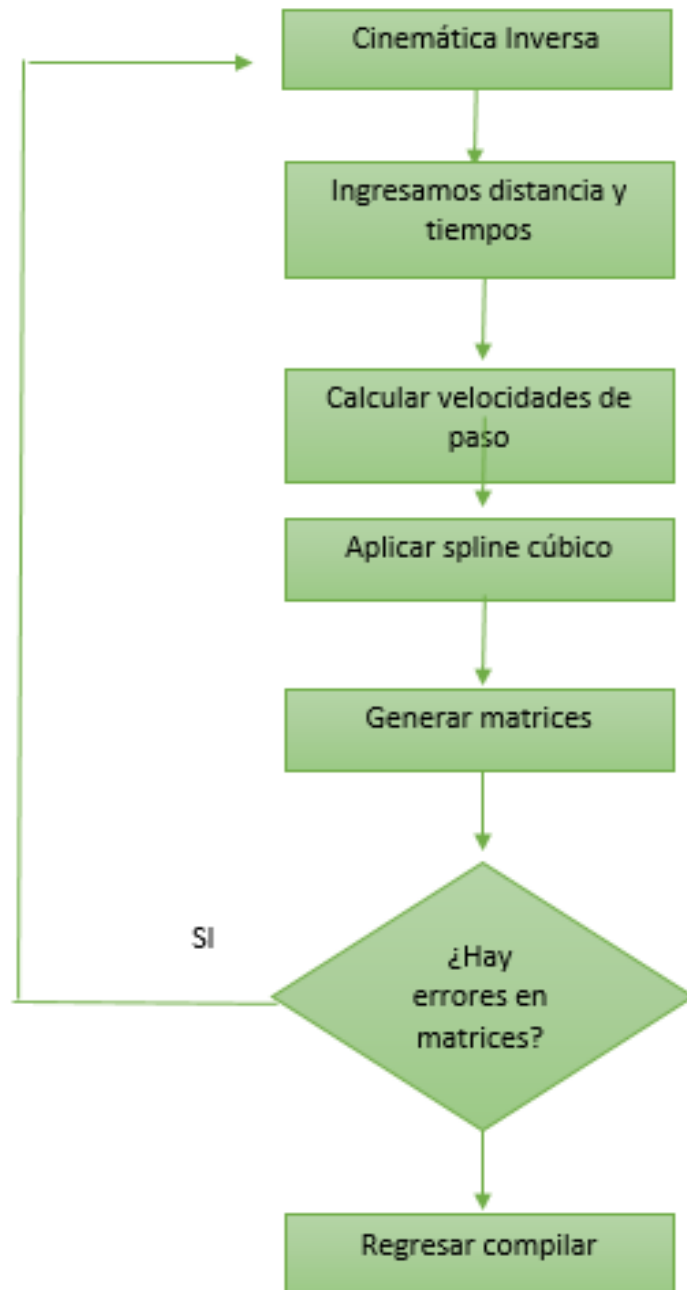 Cinemática Inversa
Ingresamos distancia y
tiempos
Calcular velocidades de
paso
Aplicar spline cúbico
Generar matrices
SI
¿Hay
errores en
matrices?
Regresar compilar